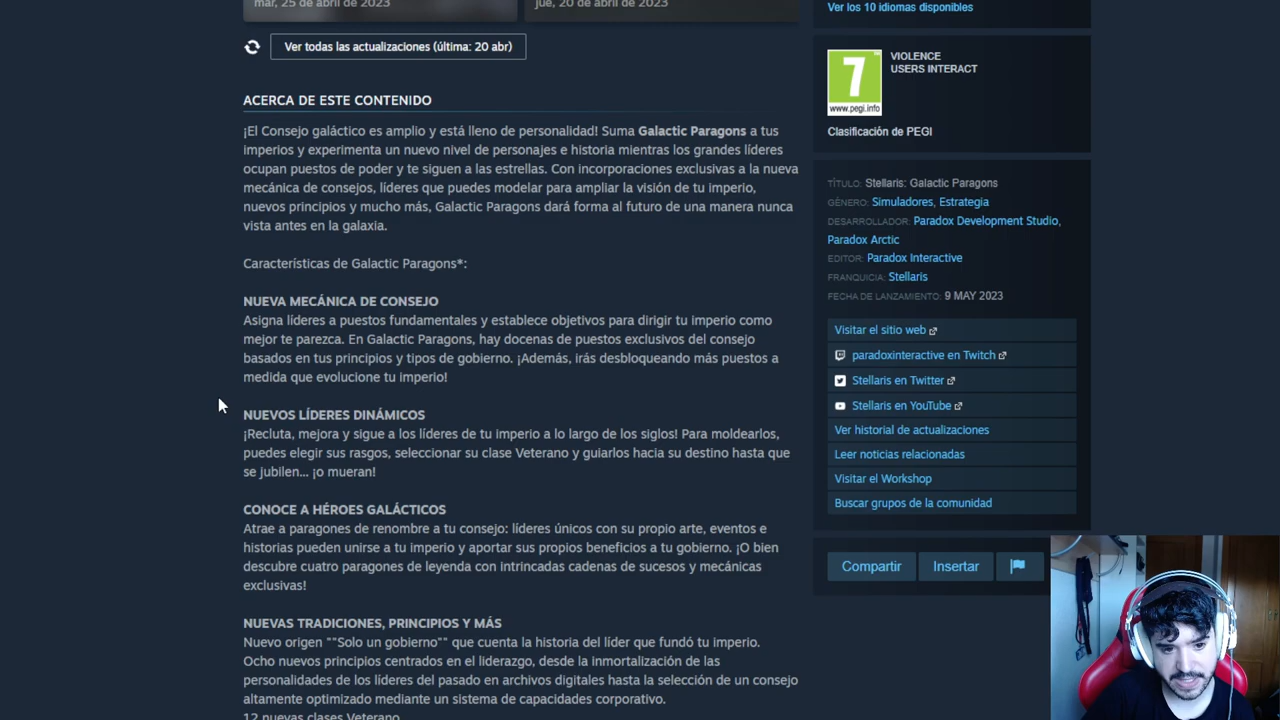 mar, 25 de abril de 2023
jue, 20 de abril de 2023
Ver todas las actualizaciones (última: 20 abr)
ACERCA DE ESTE CONTENIDO
¡El Consejo galáctico es amplio y está lleno de personalidad! Suma Galactic Paragons a tus
imperios y experimenta un nuevo nivel de personajes e historia mientras los grandes líderes
ocupan puestos de poder y te siguen a las estrellas. Con incorporaciones exclusivas a la nueva
mecánica de consejos, líderes que puedes modelar para ampliar la visión de tu imperio,
nuevos principios y mucho más, Galactic Paragons dará forma al futuro de una manera nunca
vista antes en la galaxia.
Características de Galactic Paragons*:
NUEVA MECÁNICA DE CONSEJO
Asigna líderes a puestos fundamentales y establece objetivos para dirigir tu imperio como
mejor te parezca. En Galactic Paragons, hay docenas de puestos exclusivos del consejo
basados en tus principios y tipos de gobierno. ¡Además, irás desbloqueando más puestos a
medida que evolucione tu imperio!
NUEVOS LÍDERES DINÁMICOS
¡Recluta, mejora y sigue a los líderes de tu imperio a lo largo de los siglos! Para moldearlos,
puedes elegir sus rasgos, seleccionar su clase Veterano y guiarlos hacia su destino hasta que
se jubilen... ¡o mueran!
CONOCE A HÉROES GALÁCTICOS
Atrae a paragones de renombre a tu consejo: líderes únicos con su propio arte, eventos e
historias pueden unirse a tu imperio y aportar sus propios beneficios a tu gobierno. ¡O bien
descubre cuatro paragones de leyenda con intrincadas cadenas de sucesos y mecánicas
exclusivas!
NUEVAS TRADICIONES, PRINCIPIOS Y MÁS
Nuevo origen ""Solo un gobierno"" que cuenta la historia del líder que fundó tu imperio.
Ocho nuevos principios centrados en el liderazgo, desde la inmortalización de las
personalidades de los líderes del pasado en archivos digitales hasta la selección de un consejo
altamente optimizado mediante un sistema de capacidades corporativo.
12 nuevas clases Veterano
Ver los 10 idiomas disponibles
7
www.pegi.info
VIOLENCE
USERS INTERACT
Clasificación de PEGI
TÍTULO: Stellaris: Galactic Paragons
GÉNERO: Simuladores, Estrategia
DESARROLLADOR: Paradox Development Studio,
Paradox Arctic
EDITOR: Paradox Interactive
FRANQUICIA: Stellaris
FECHA DE LANZAMIENTO: 9 MAY 2023
Visitar el sitio web
paradoxinteractive en Twitch
Stellaris en Twitter
Stellaris en YouTube
Ver historial de actualizaciones
Leer noticias relacionadas
Visitar el Workshop
Buscar grupos de la comunidad
Compartir
Insertar